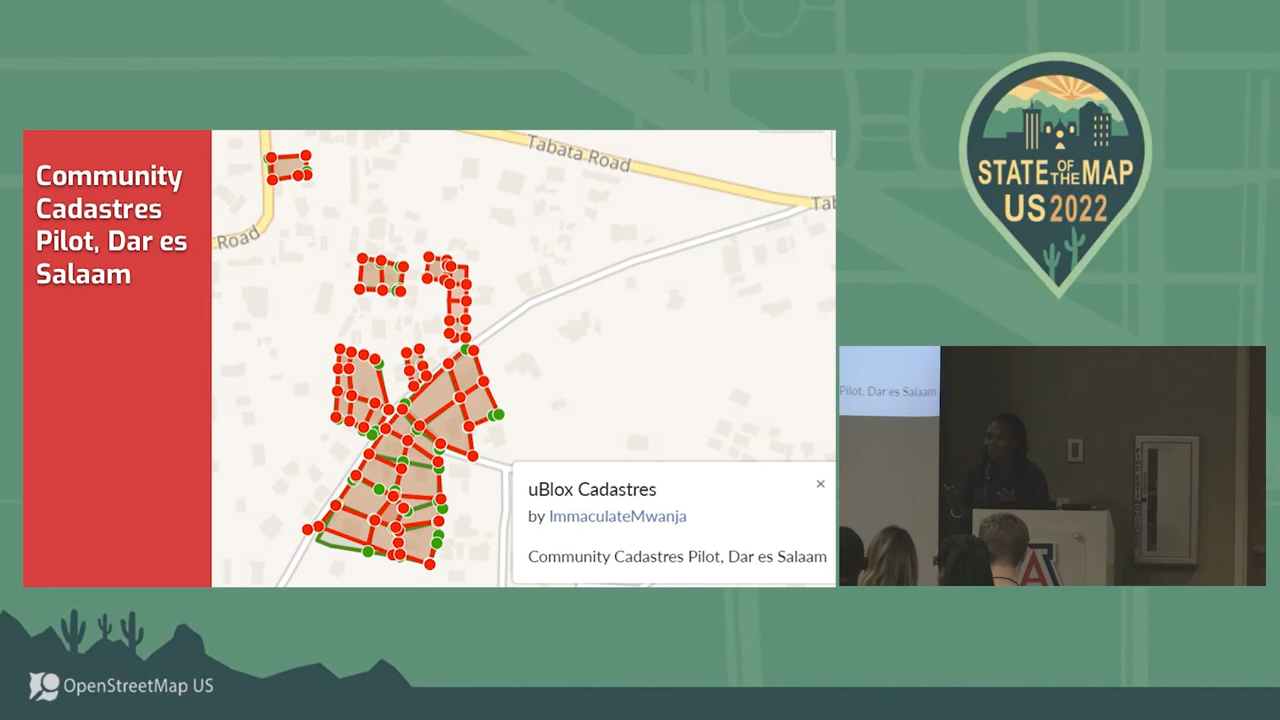 Community
Cadastres
Pilot, Dar es
Salaam
Tabata Road
Tab
Road
uBlox Cadastres
×
by ImmaculateMwanja
Community Cadastres Pilot, Dar es Salaam
STATE OF THE MAP
US 2022
Pilot, Dar es Salaam
A
OpenStreetMap US